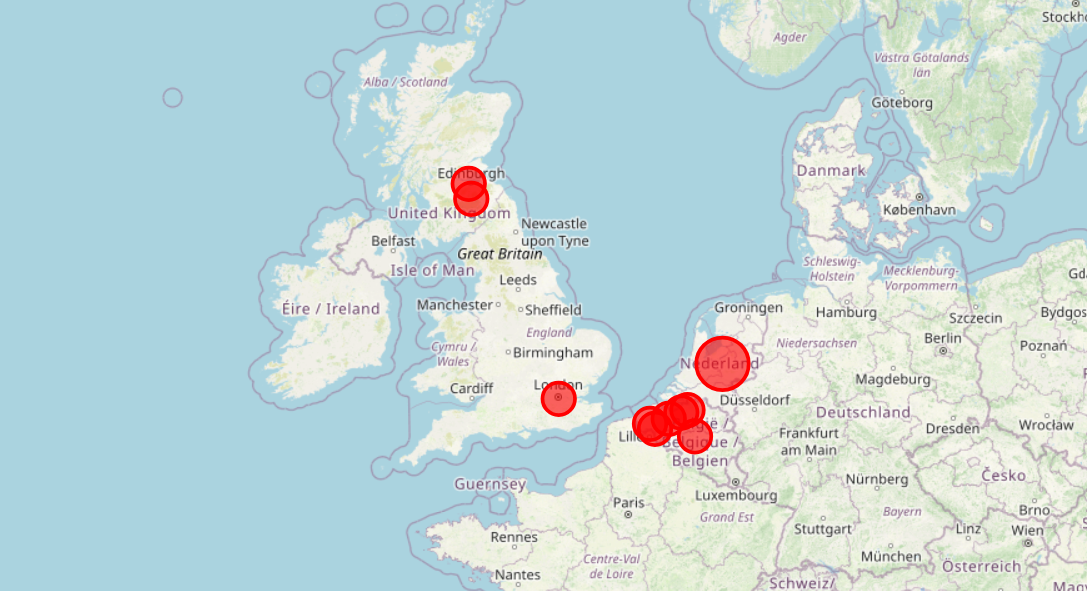 Stockh
Agder
Västra Götalands
län
Alba / Scotland
Göteborg
Edinburgh
Danmark
United Kingdom
København
Newcastle
upon Tyne
Belfast
Great Britain
Isle of Man
Schleswig-
Holstein
Mecklenburg-
Vorpommern
Gda
Leeds
Éire / Ireland
Manchester
Sheffield
Groningen
Hamburg
Szczecin
Bydgos
England
Cymru /
Wales
Birmingham
Niedersachsen
Berlin
Poznań
Nederland
Cardiff
London
Magdeburg
Düsseldorf
Deutschland
Lille
Belgique /
Belgien
Frankfurt
am Main
Dresden
Wrocław
Guernsey
Luxembourg
Nürnberg
Česko
Paris
Grand Est
Bayern
Brno
Rennes
Stuttgart
Linz
Wien
Centre-Val
de Loire
München
Österreich
Nantes
Schweiz/